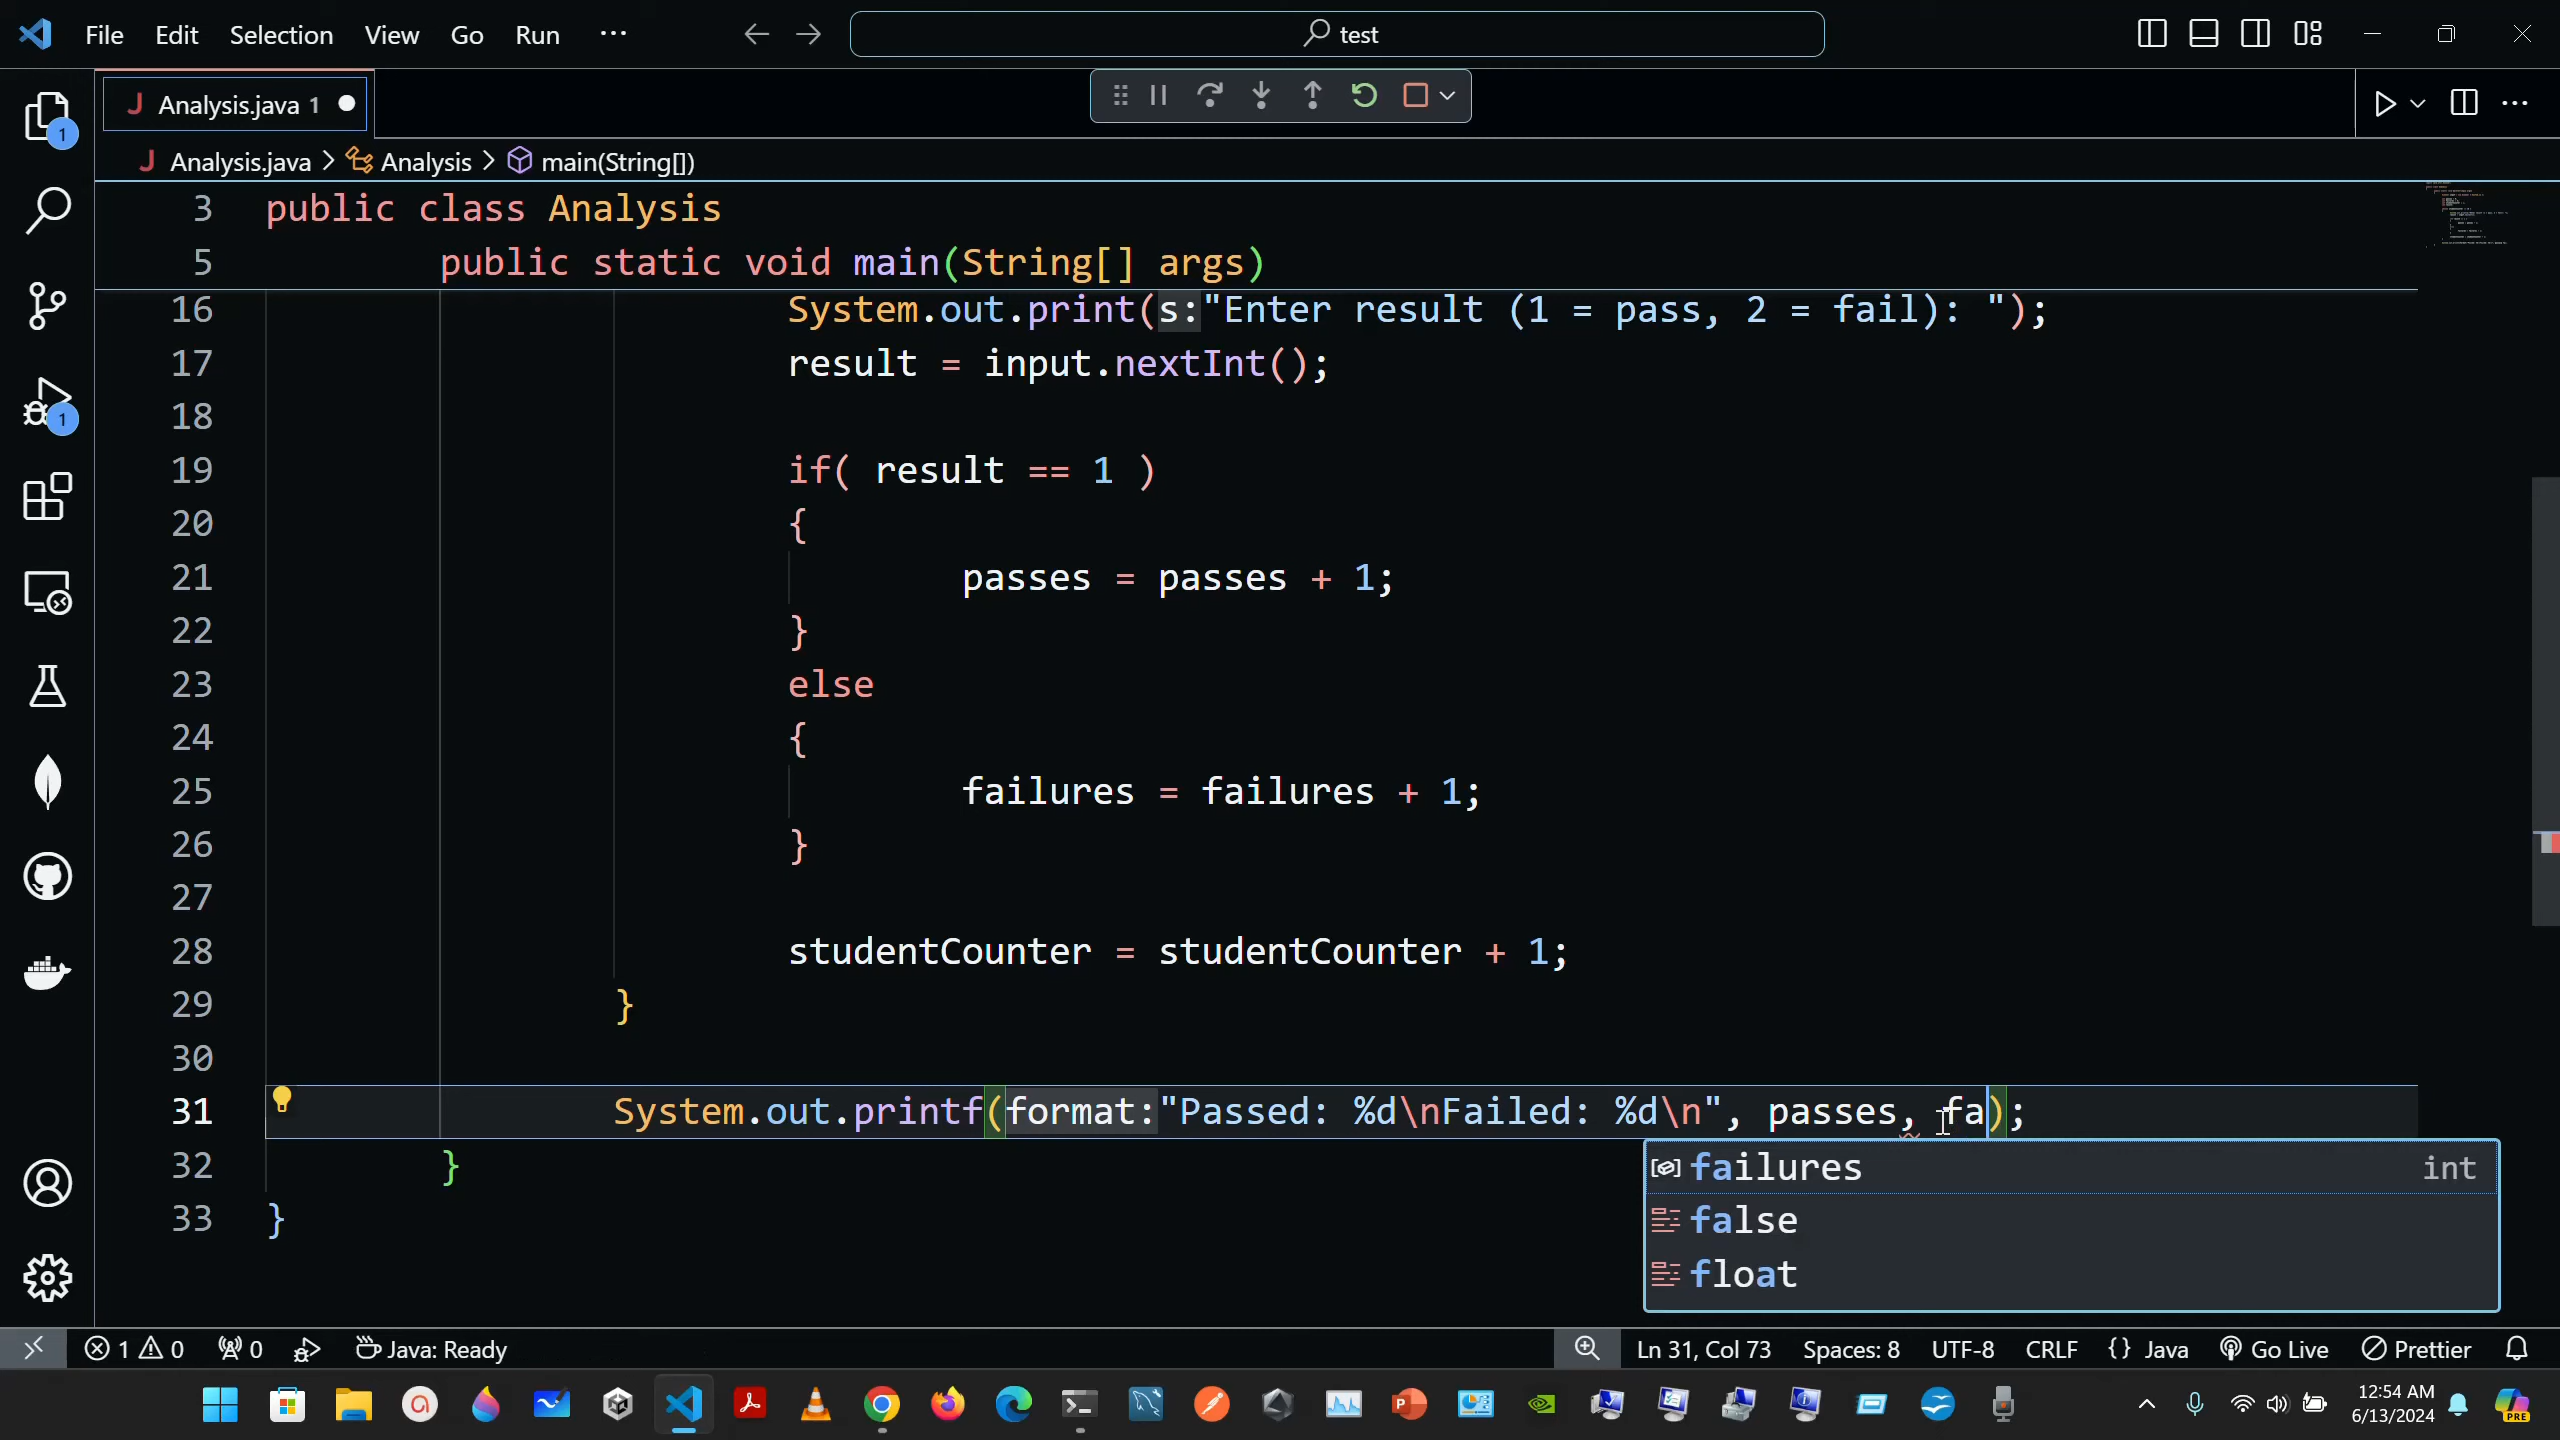 File Edit Selection View Go Run ··· test
J Analysis.java 1
J Analysis.java > Analysis > main(String[])
3 public class Analysis
5 public static void main(String[] args)
16 System.out.print(s:"Enter result (1 = pass, 2 = fail): ");
17 result = input.nextInt();
18
19 if( result == 1 )
20 {
21 passes = passes + 1;
22 }
23 else
24 {
25 failures = failures + 1;
26 }
27
28 studentCounter = studentCounter + 1;
29 }
30
31 System.out.printf(format:"Passed: %d\nFailed: %d\n", passes, fa);
32 }
33 }
failures int
false
float
1
1
1 0 0 Java: Ready Ln 31, Col 73 Spaces: 8 UTF-8 CRLF {} Java Go Live Prettier
12:54 AM
6/13/2024
PRE